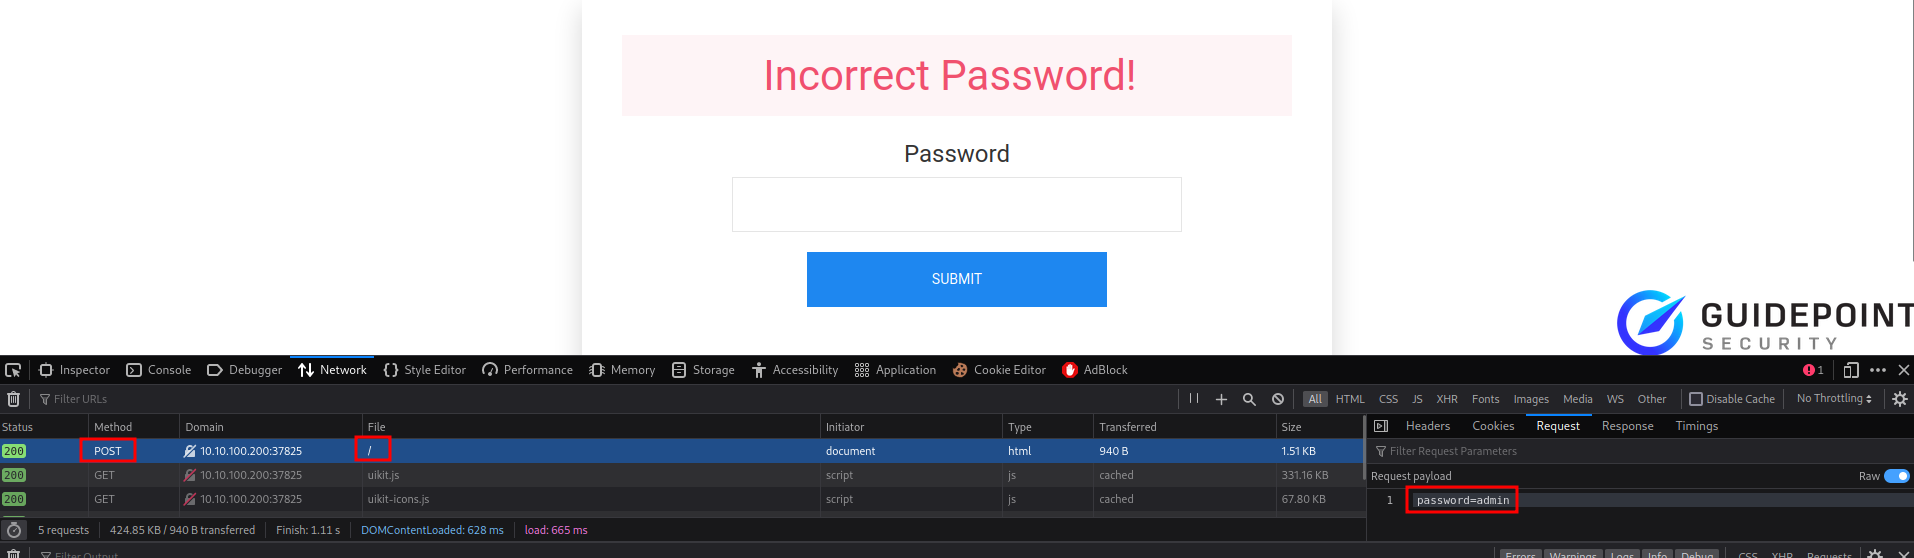 Incorrect Password!
Password
SUBMIT
GUIDEPOINT
SECURITY
Inspector Console Debugger Network Style Editor Performance Memory Storage Accessibility Application Cookie Editor AdBlock 1
Filter URLs All HTML CSS JS XHR Fonts Images Media WS Other Disable Cache No Throttling
Status Method Domain File Initiator Type Transferred Size Headers Cookies Request Response Timings
200 POST 10.10.100.200:37825 / document html 940 B 1.51 KB Filter Request Parameters
200 GET 10.10.100.200:37825 uikit.js script js cached 331.16 KB Request payload Raw
200 GET 10.10.100.200:37825 uikit-icons.js script js cached 67.80 KB 1 password=admin
5 requests 424.85 KB / 940 B transferred Finish: 1.11 s DOMContentLoaded: 628 ms load: 665 ms
Filter Output Errors Warnings Logs Info Debug CSS XHR Requests